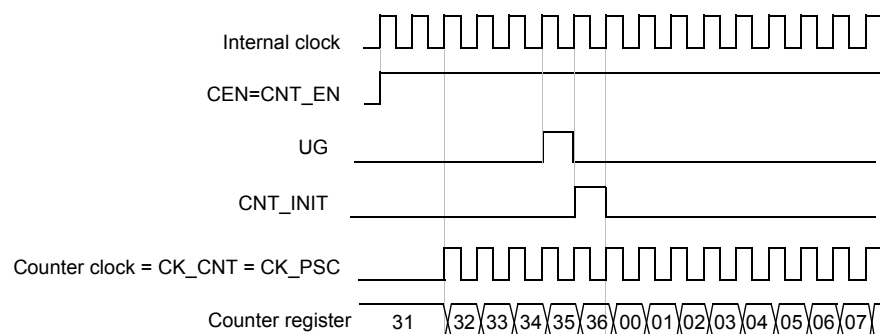 Internal clock
CEN=CNT_EN
UG
CNT_INIT
Counter clock = CK_CNT = CK_PSC
Counter register 31 32 33 34 35 36 00 01 02 03 04 05 06 07